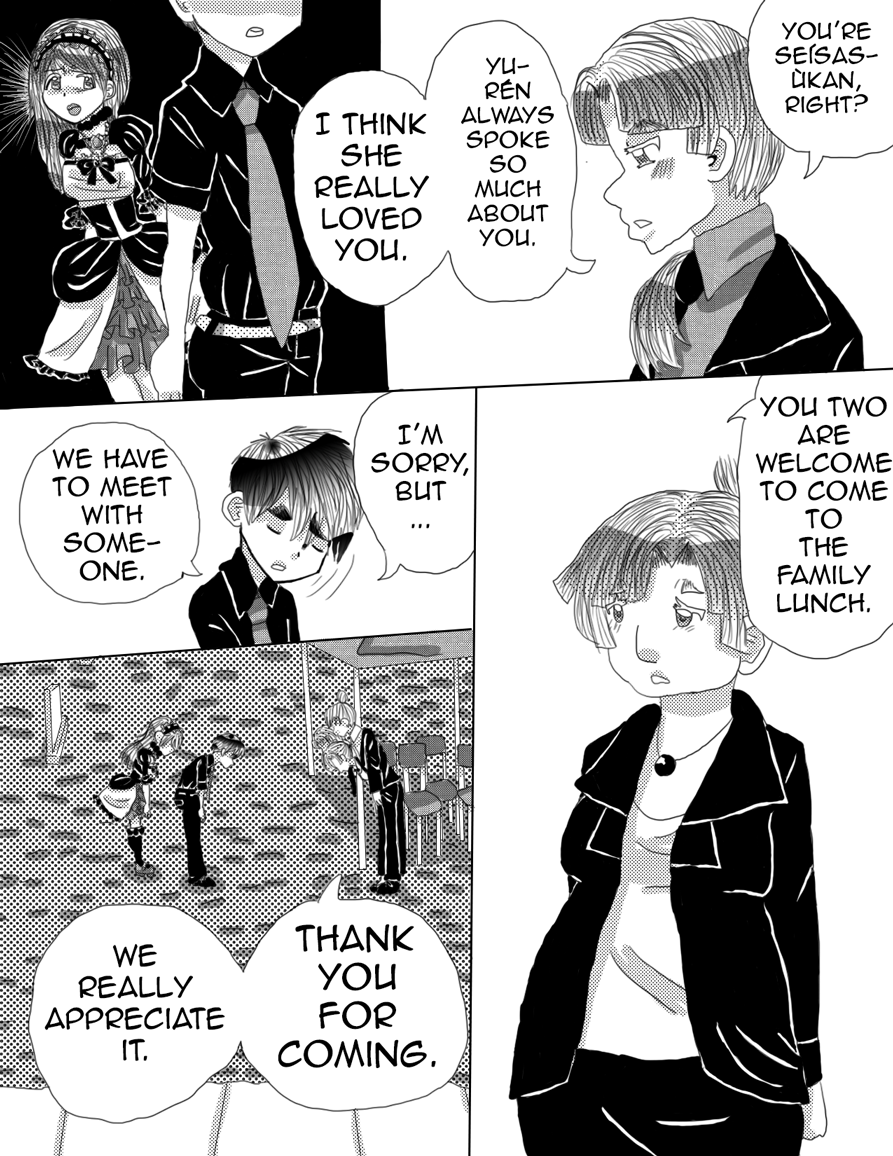 YOU'RE
SEÍSAS-
ÙKAN,
RIGHT?
YU-
RÉN
ALWAYS
SPOKE
SO
MUCH
ABOUT
YOU.
I THINK
SHE
REALLY
LOVED
YOU.
YOU TWO
ARE
WELCOME
TO COME
TO
THE
FAMILY
LUNCH.
I'M
SORRY,
BUT
...
WE HAVE
TO MEET
WITH
SOME-
ONE.
THANK
YOU
FOR
COMING.
WE
REALLY
APPRECIATE
IT.